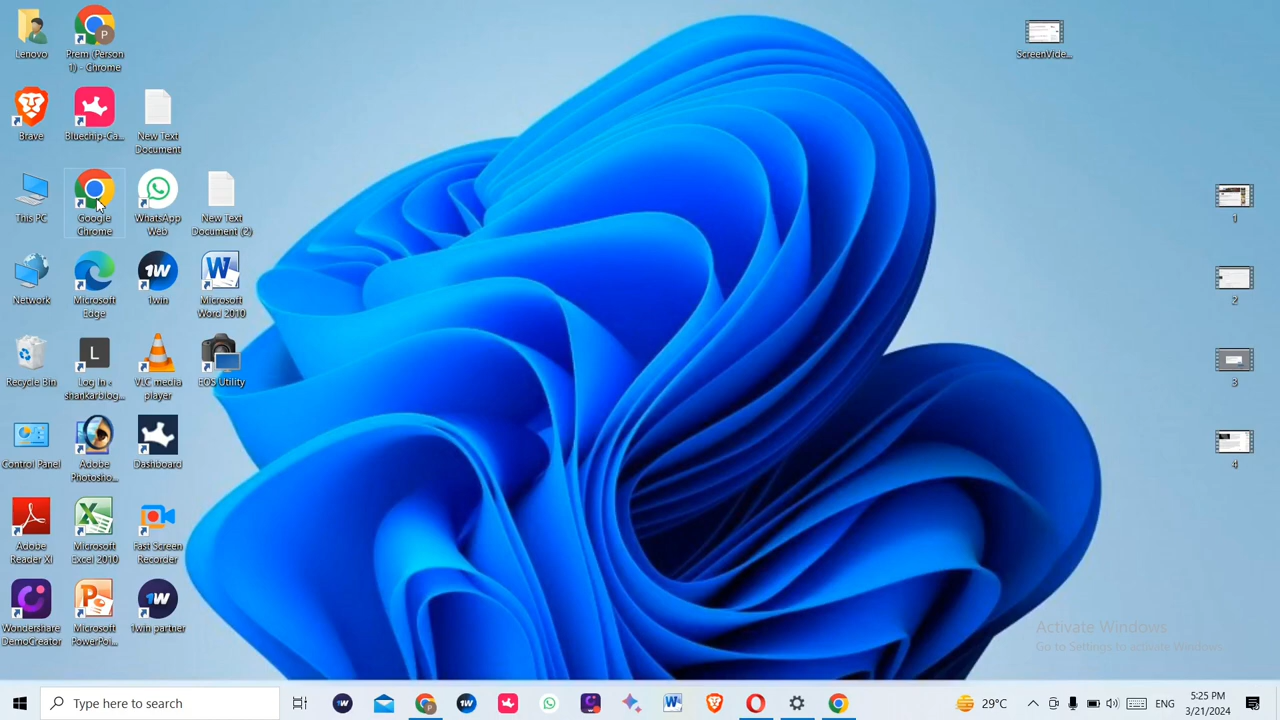 Lenovo
Prem (Person
1) - Chrome
ScreenVide...
Brave
Bluechip-Ca...
New Text
Document
This PC
Google
Chrome
WhatsApp
Web
New Text
Document (2)
1
Network
Microsoft
Edge
1W
1win
W
Microsoft
Word 2010
2
Recycle Bin
L
Log In ‹
shankarblog...
VLC media
player
EOS Utility
3
Control Panel
Adobe
Photosho...
Dashboard
4
Adobe
Reader XI
Microsoft
Excel 2010
Fast Screen
Recorder
Wondershare
DemoCreator
P
Microsoft
PowerPoi...
1W
1win partner
Activate Windows
Go to Settings to activate Windows.
Type here to search
29°C
ENG
5:25 PM
3/21/2024